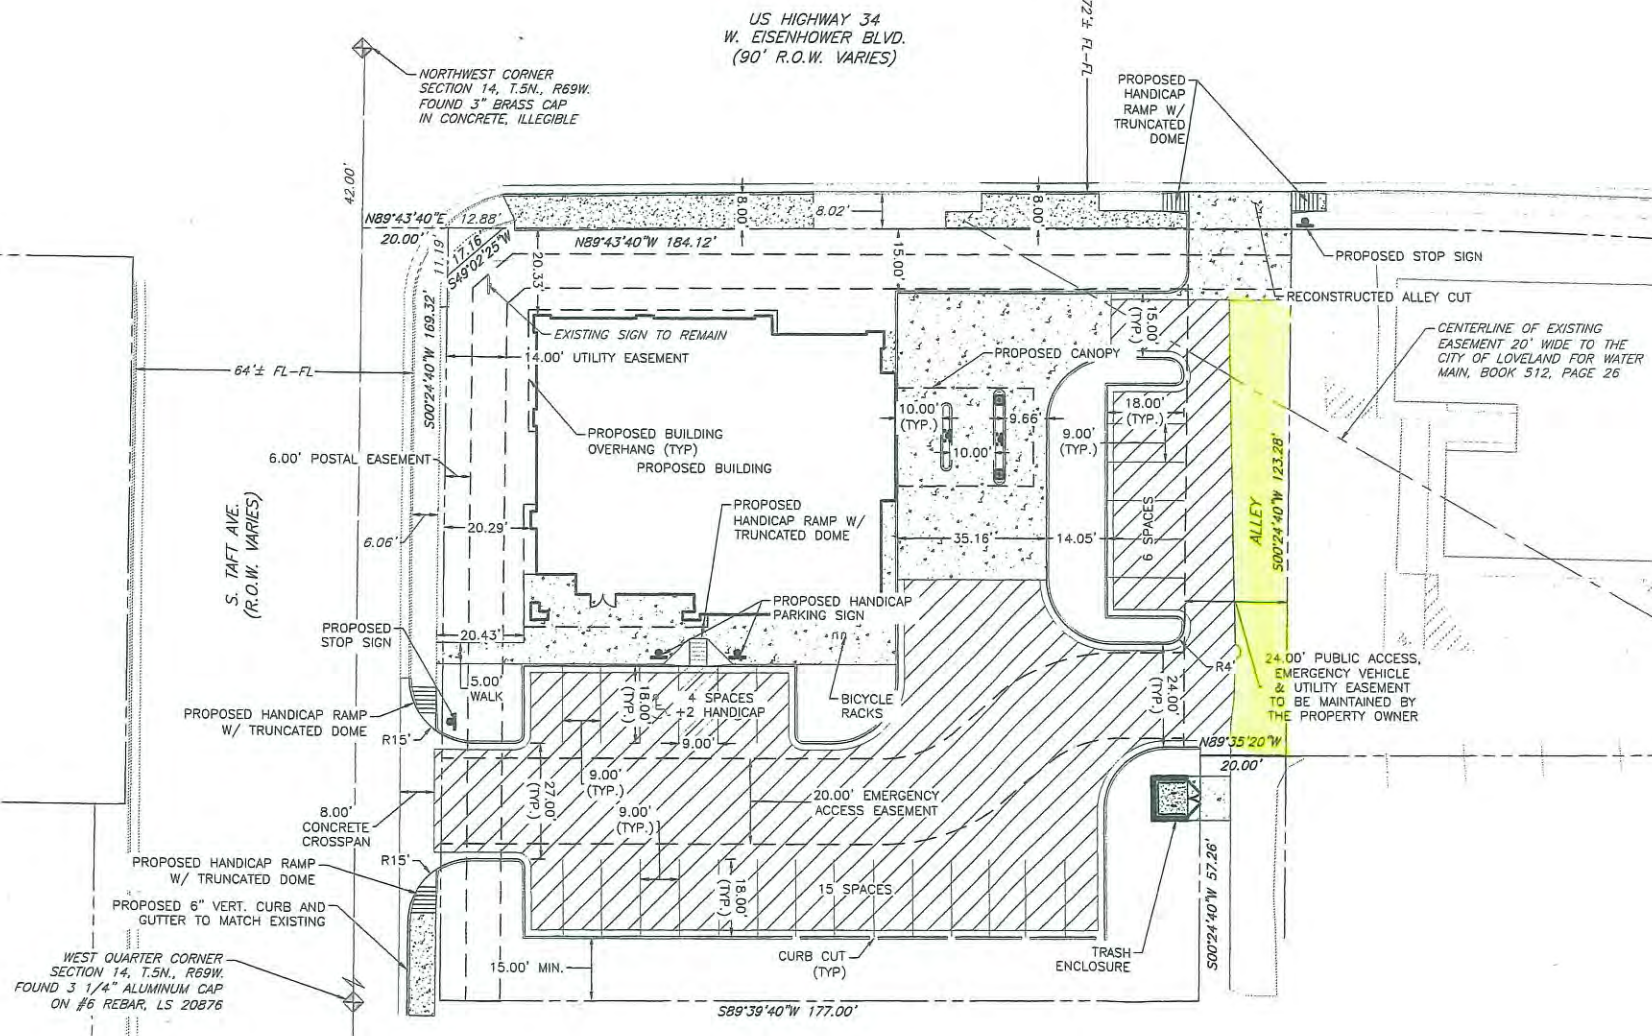 US HIGHWAY 34
W. EISENHOWER BLVD.
(90' R.O.W. VARIES)
72'± FL-FL
NORTHWEST CORNER
SECTION 14, T.5N., R69W.
FOUND 3" BRASS CAP
IN CONCRETE, ILLEGIBLE
PROPOSED
HANDICAP
RAMP W/
TRUNCATED
DOME
42.00'
N89°43'40"E
20.00'
12.88'
11.19'
17.16'
S49°02'25"W
N89°43'40"W 184.12'
8.00'
8.02'
8.00'
20.33'
15.00'
PROPOSED STOP SIGN
RECONSTRUCTED ALLEY CUT
CENTERLINE OF EXISTING
EASEMENT 20' WIDE TO THE
CITY OF LOVELAND FOR WATER
MAIN, BOOK 512, PAGE 26
EXISTING SIGN TO REMAIN
14.00' UTILITY EASEMENT
64'± FL-FL
S00°24'40"W 169.32'
15.00'
(TYP.)
PROPOSED CANOPY
10.00'
(TYP.)
9.66'
10.00'
18.00'
(TYP.)
9.00'
(TYP.)
PROPOSED BUILDING
OVERHANG (TYP)
PROPOSED BUILDING
6.00' POSTAL EASEMENT
S. TAFT AVE.
(R.O.W. VARIES)
6.06'
20.29'
PROPOSED
HANDICAP RAMP W/
TRUNCATED DOME
35.16'
14.05'
9 SPACES
ALLEY
S00°24'40"W 123.28'
PROPOSED HANDICAP
PARKING SIGN
PROPOSED
STOP SIGN
20.43'
5.00'
WALK
18.00'
(TYP.)
4 SPACES
+2 HANDICAP
9.00'
BICYCLE
RACKS
R4'
24.00'
(TYP.)
24.00' PUBLIC ACCESS,
EMERGENCY VEHICLE
& UTILITY EASEMENT
TO BE MAINTAINED BY
THE PROPERTY OWNER
PROPOSED HANDICAP RAMP
W/ TRUNCATED DOME
R15'
N89°35'20"W
20.00'
9.00'
(TYP.)
27.00'
(TYP.)
9.00'
(TYP.)
20.00' EMERGENCY
ACCESS EASEMENT
8.00'
CONCRETE
CROSSPAN
R15'
PROPOSED HANDICAP RAMP
W/ TRUNCATED DOME
18.00'
(TYP.)
15 SPACES
S00°24'40"W 57.26'
PROPOSED 6" VERT. CURB AND
GUTTER TO MATCH EXISTING
WEST QUARTER CORNER
SECTION 14, T.5N., R69W.
FOUND 3 1/4" ALUMINUM CAP
ON #6 REBAR, LS 20876
15.00' MIN.
CURB CUT
(TYP)
TRASH
ENCLOSURE
S89°39'40"W 177.00'